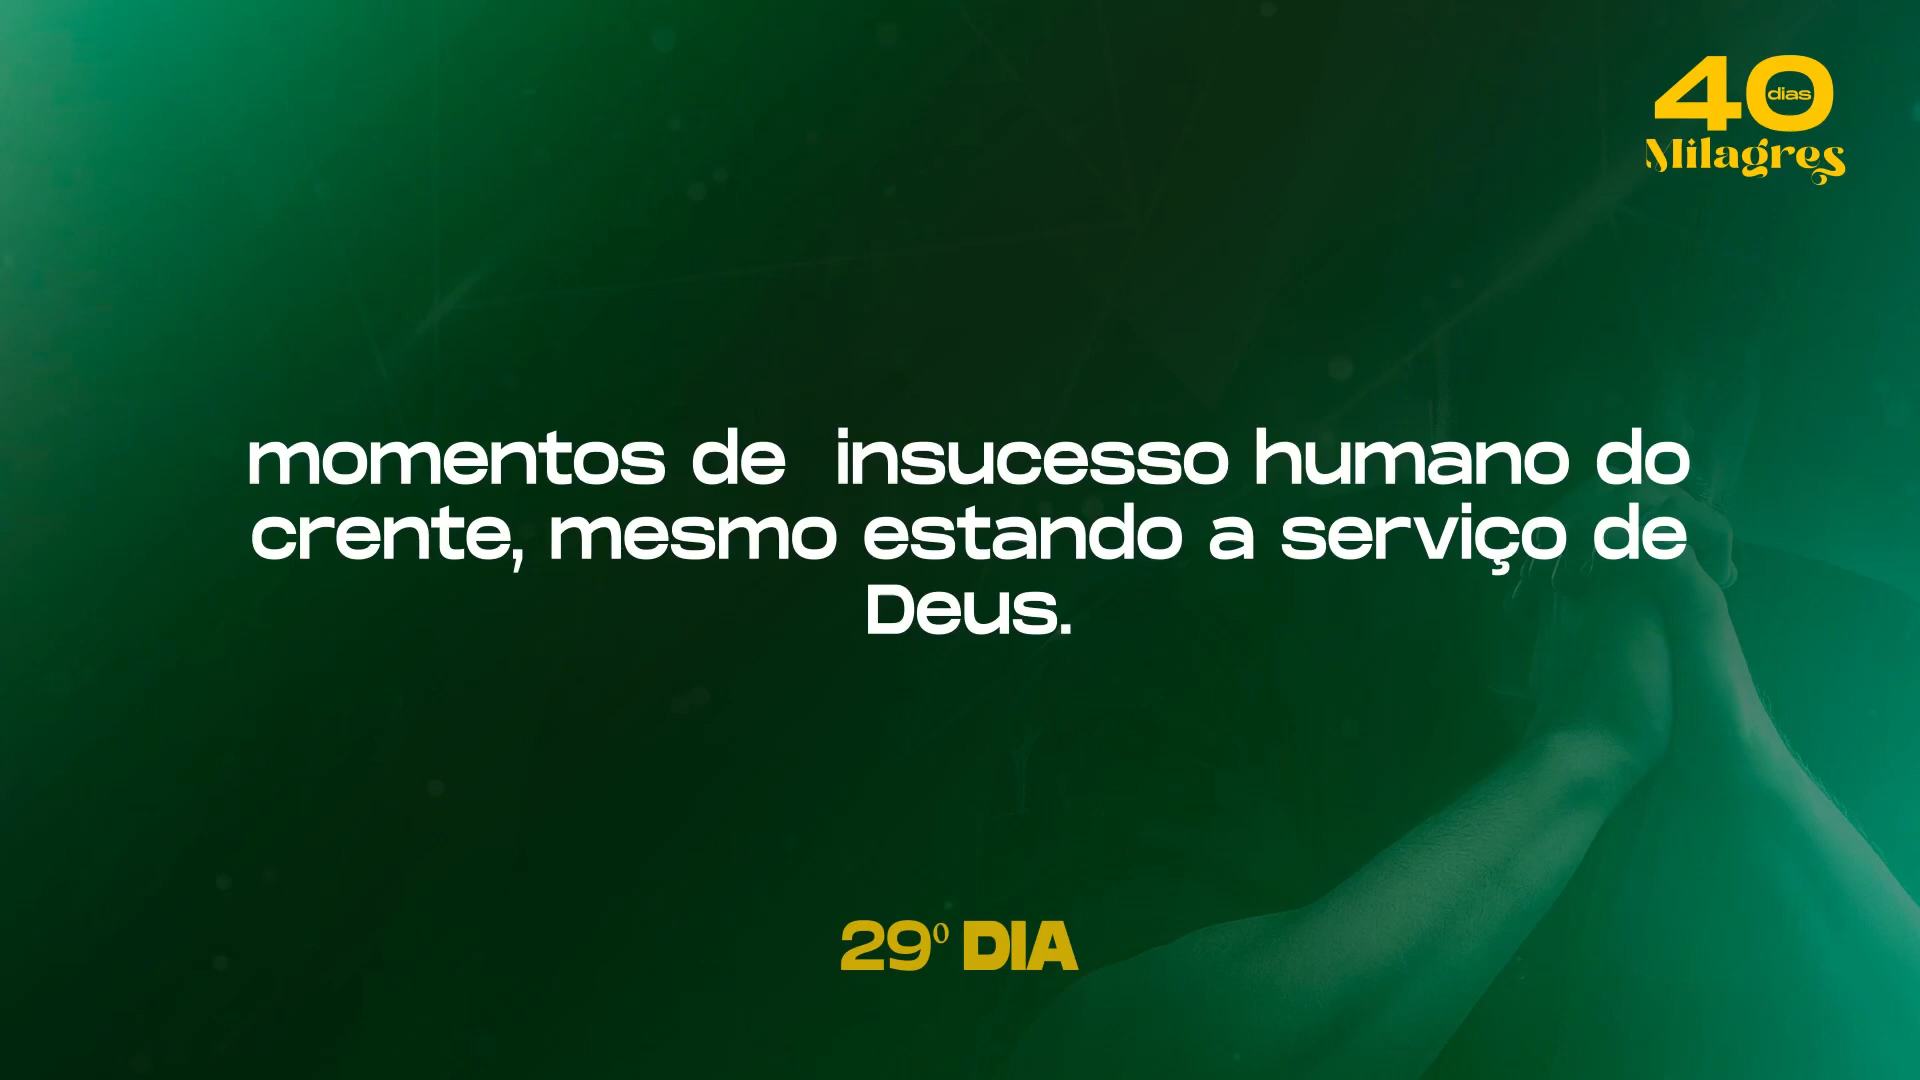 40
dias
Milagres
momentos de  insucesso humano do
crente, mesmo estando a serviço de
Deus.
29º DIA